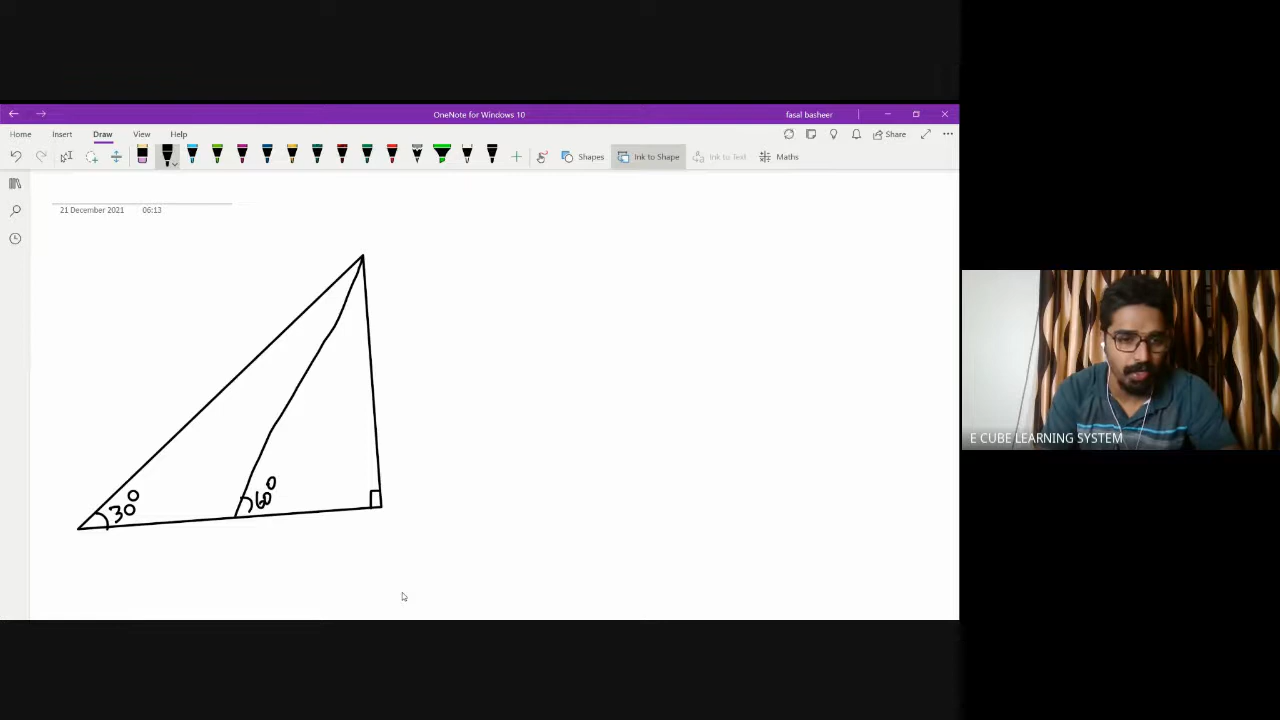 OneNote for Windows 10
fasal basheer
Home Insert Draw View Help
Share
Shapes Ink to Shape Ink to Text Maths
21 December 2021 06:13
30°
60°
E CUBE LEARNING SYSTEM